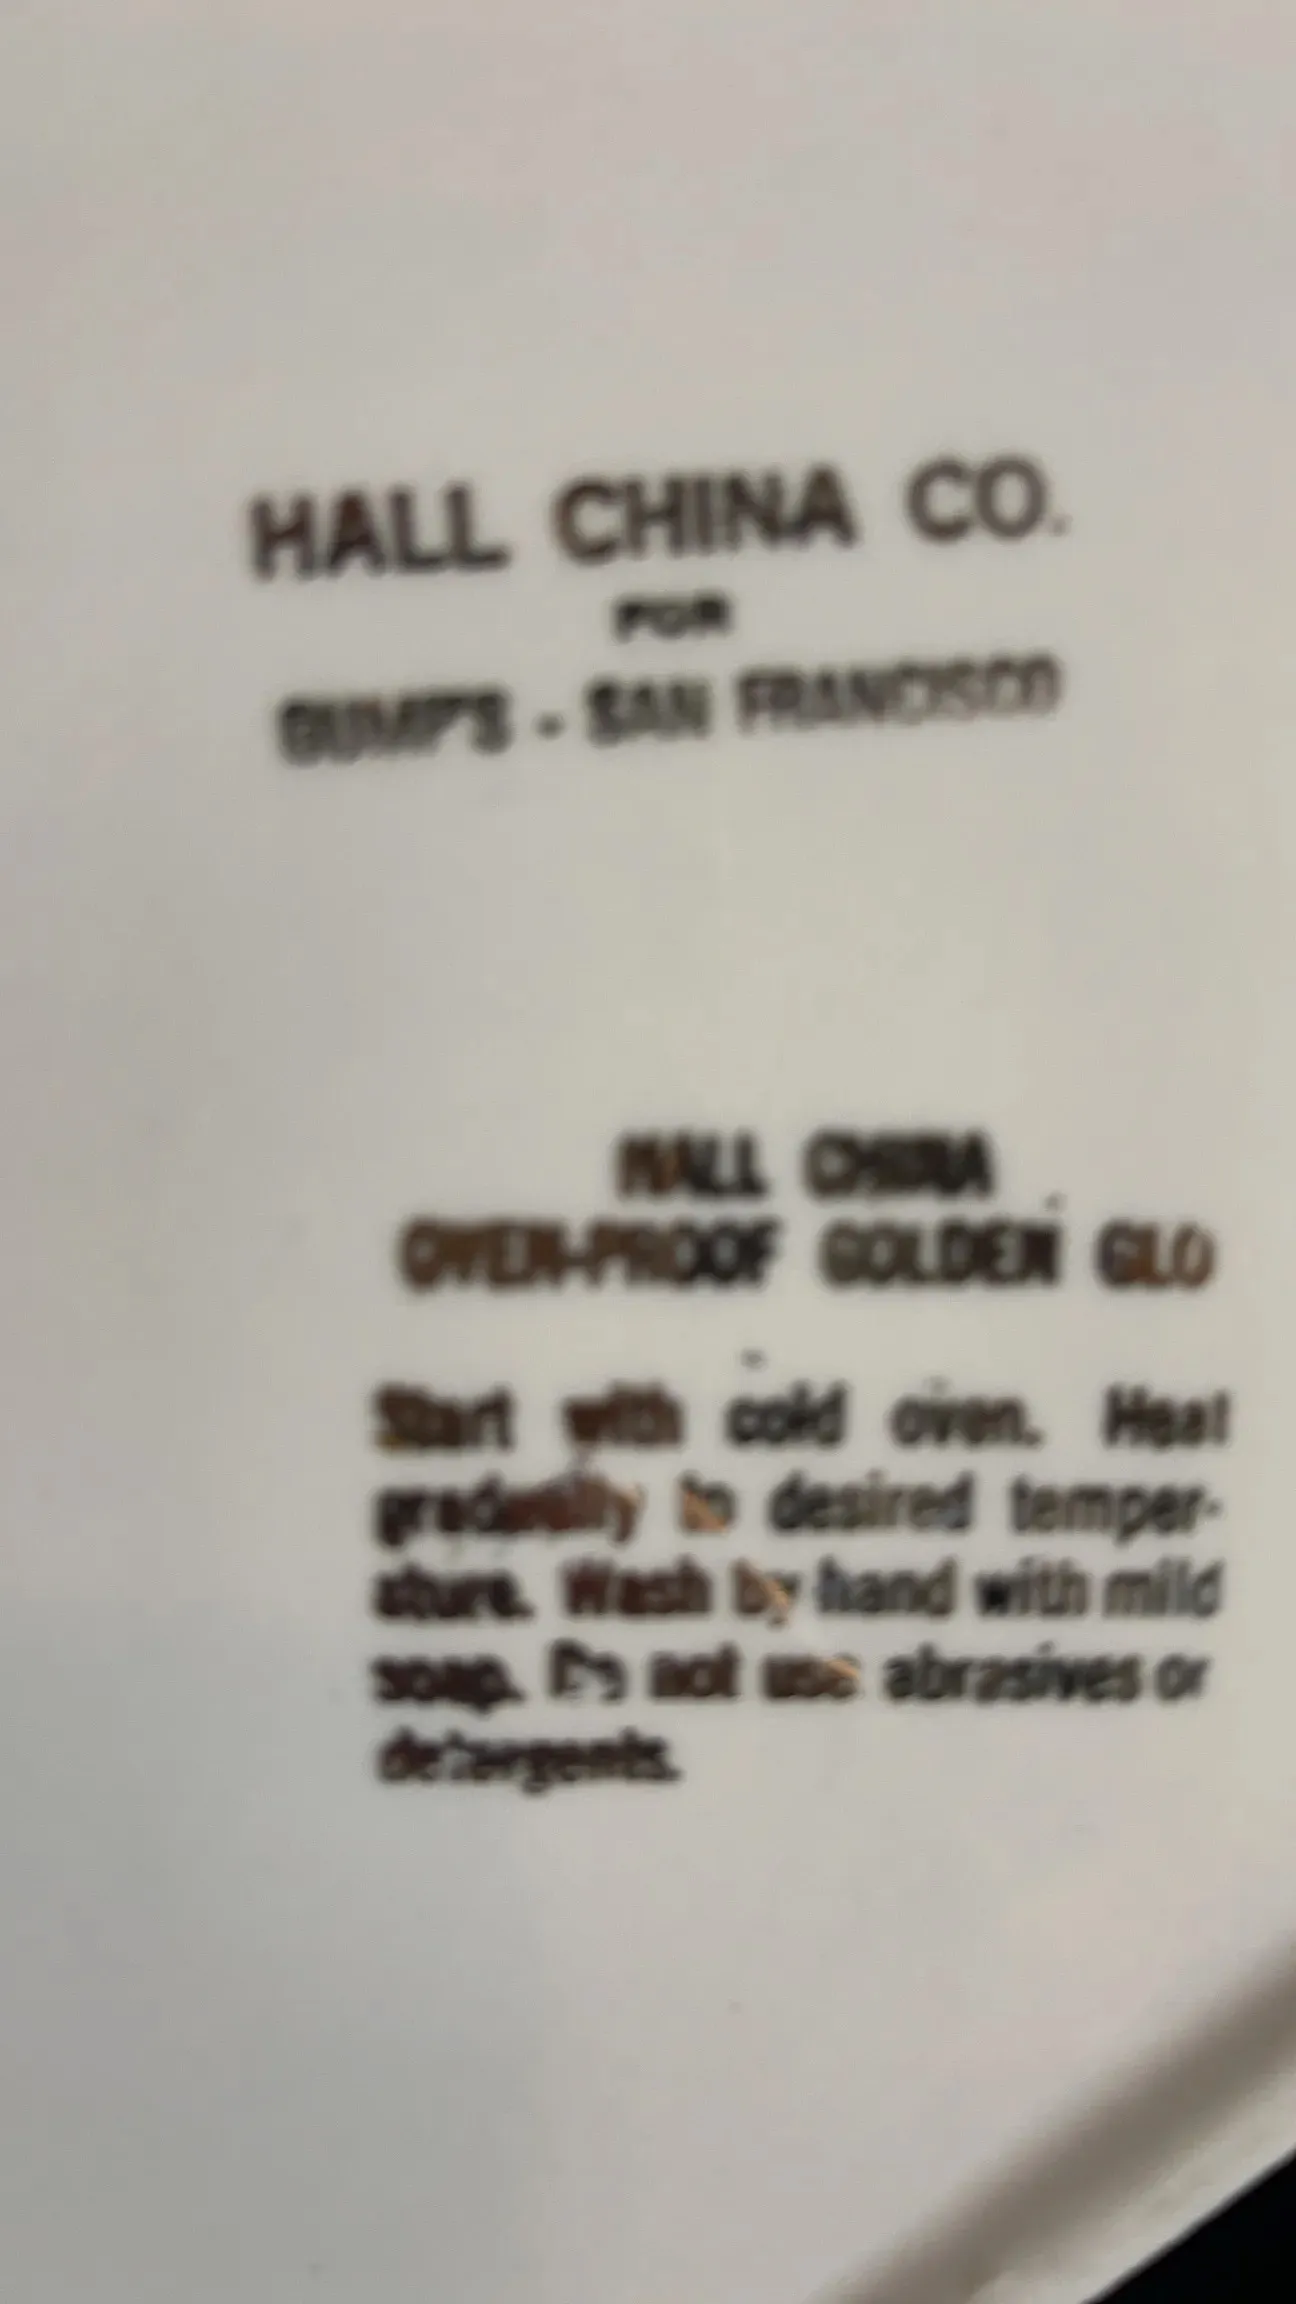 HALL CHINA CO.
FOR
GUMP'S - SAN FRANCISCO
HALL CHINA
OVEN-PROOF GOLDEN GLO
Start with cold oven. Heat
gradually to desired temper-
ature. Wash by hand with mild
soap. Do not use abrasives or
detergents.